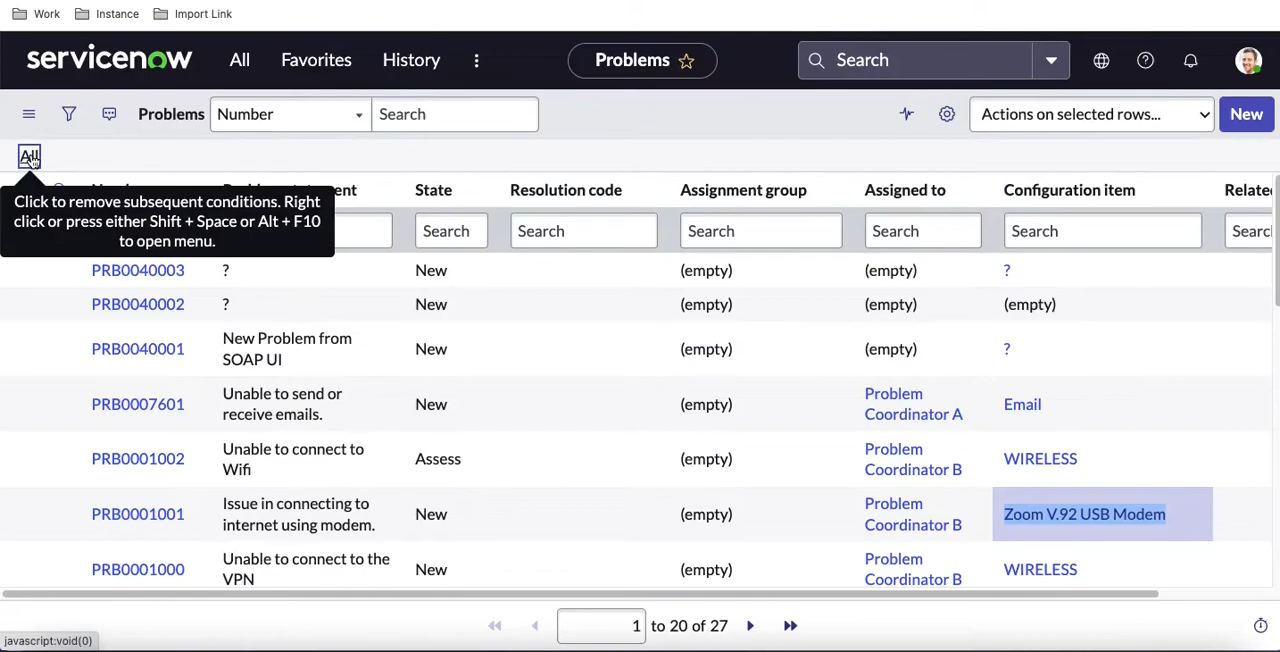 Work Instance Import Link
servicenow All Favorites History Problems Search
Problems Number Search Actions on selected rows... New
All
Click to remove subsequent conditions. Right
click or press either Shift + Space or Alt + F10
to open menu.
State Resolution code Assignment group Assigned to Configuration item
Search Search Search Search Search
PRB0040003 ? New (empty) (empty) ?
PRB0040002 ? New (empty) (empty) (empty)
PRB0040001 New Problem from SOAP UI New (empty) (empty) ?
PRB0007601 Unable to send or receive emails. New (empty) Problem Coordinator A Email
PRB0001002 Unable to connect to Wifi Assess (empty) Problem Coordinator B WIRELESS
PRB0001001 Issue in connecting to internet using modem. New (empty) Problem Coordinator B Zoom V.92 USB Modem
PRB0001000 Unable to connect to the VPN New (empty) Problem Coordinator B WIRELESS
1 to 20 of 27
javascript:void(0)